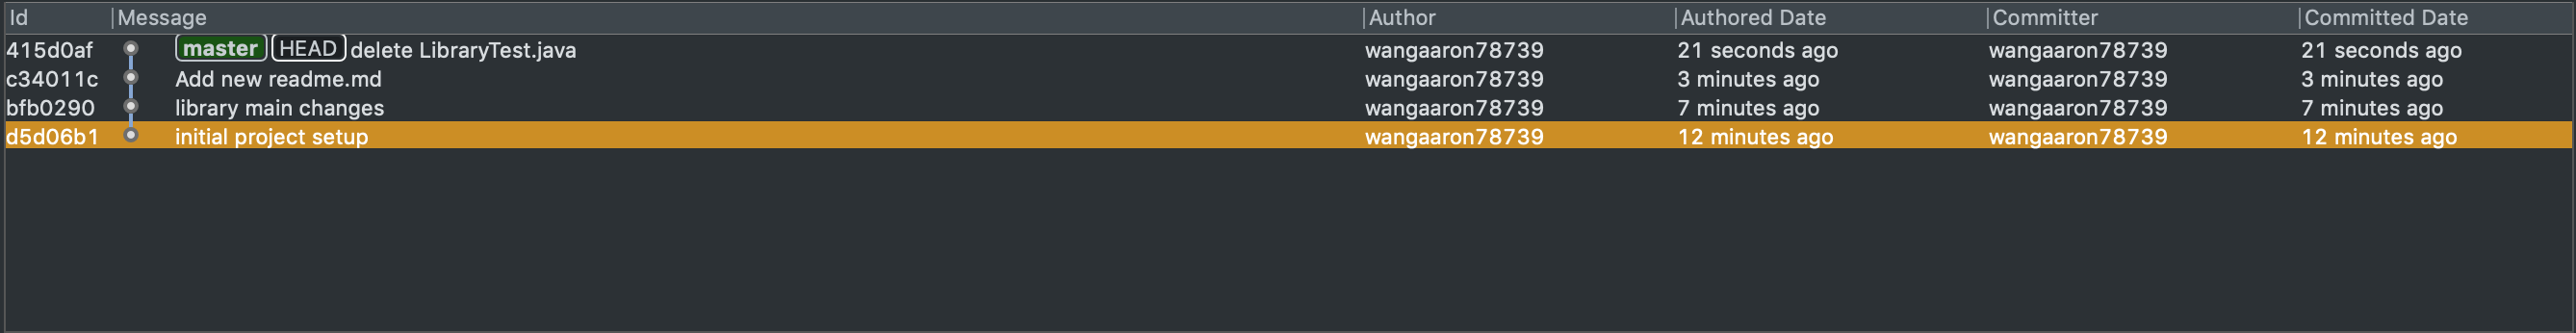 Id Message Author Authored Date Committer Committed Date
415d0af master HEAD delete LibraryTest.java wangaaron78739 21 seconds ago wangaaron78739 21 seconds ago
c34011c Add new readme.md wangaaron78739 3 minutes ago wangaaron78739 3 minutes ago
bfb0290 library main changes wangaaron78739 7 minutes ago wangaaron78739 7 minutes ago
d5d06b1 initial project setup wangaaron78739 12 minutes ago wangaaron78739 12 minutes ago